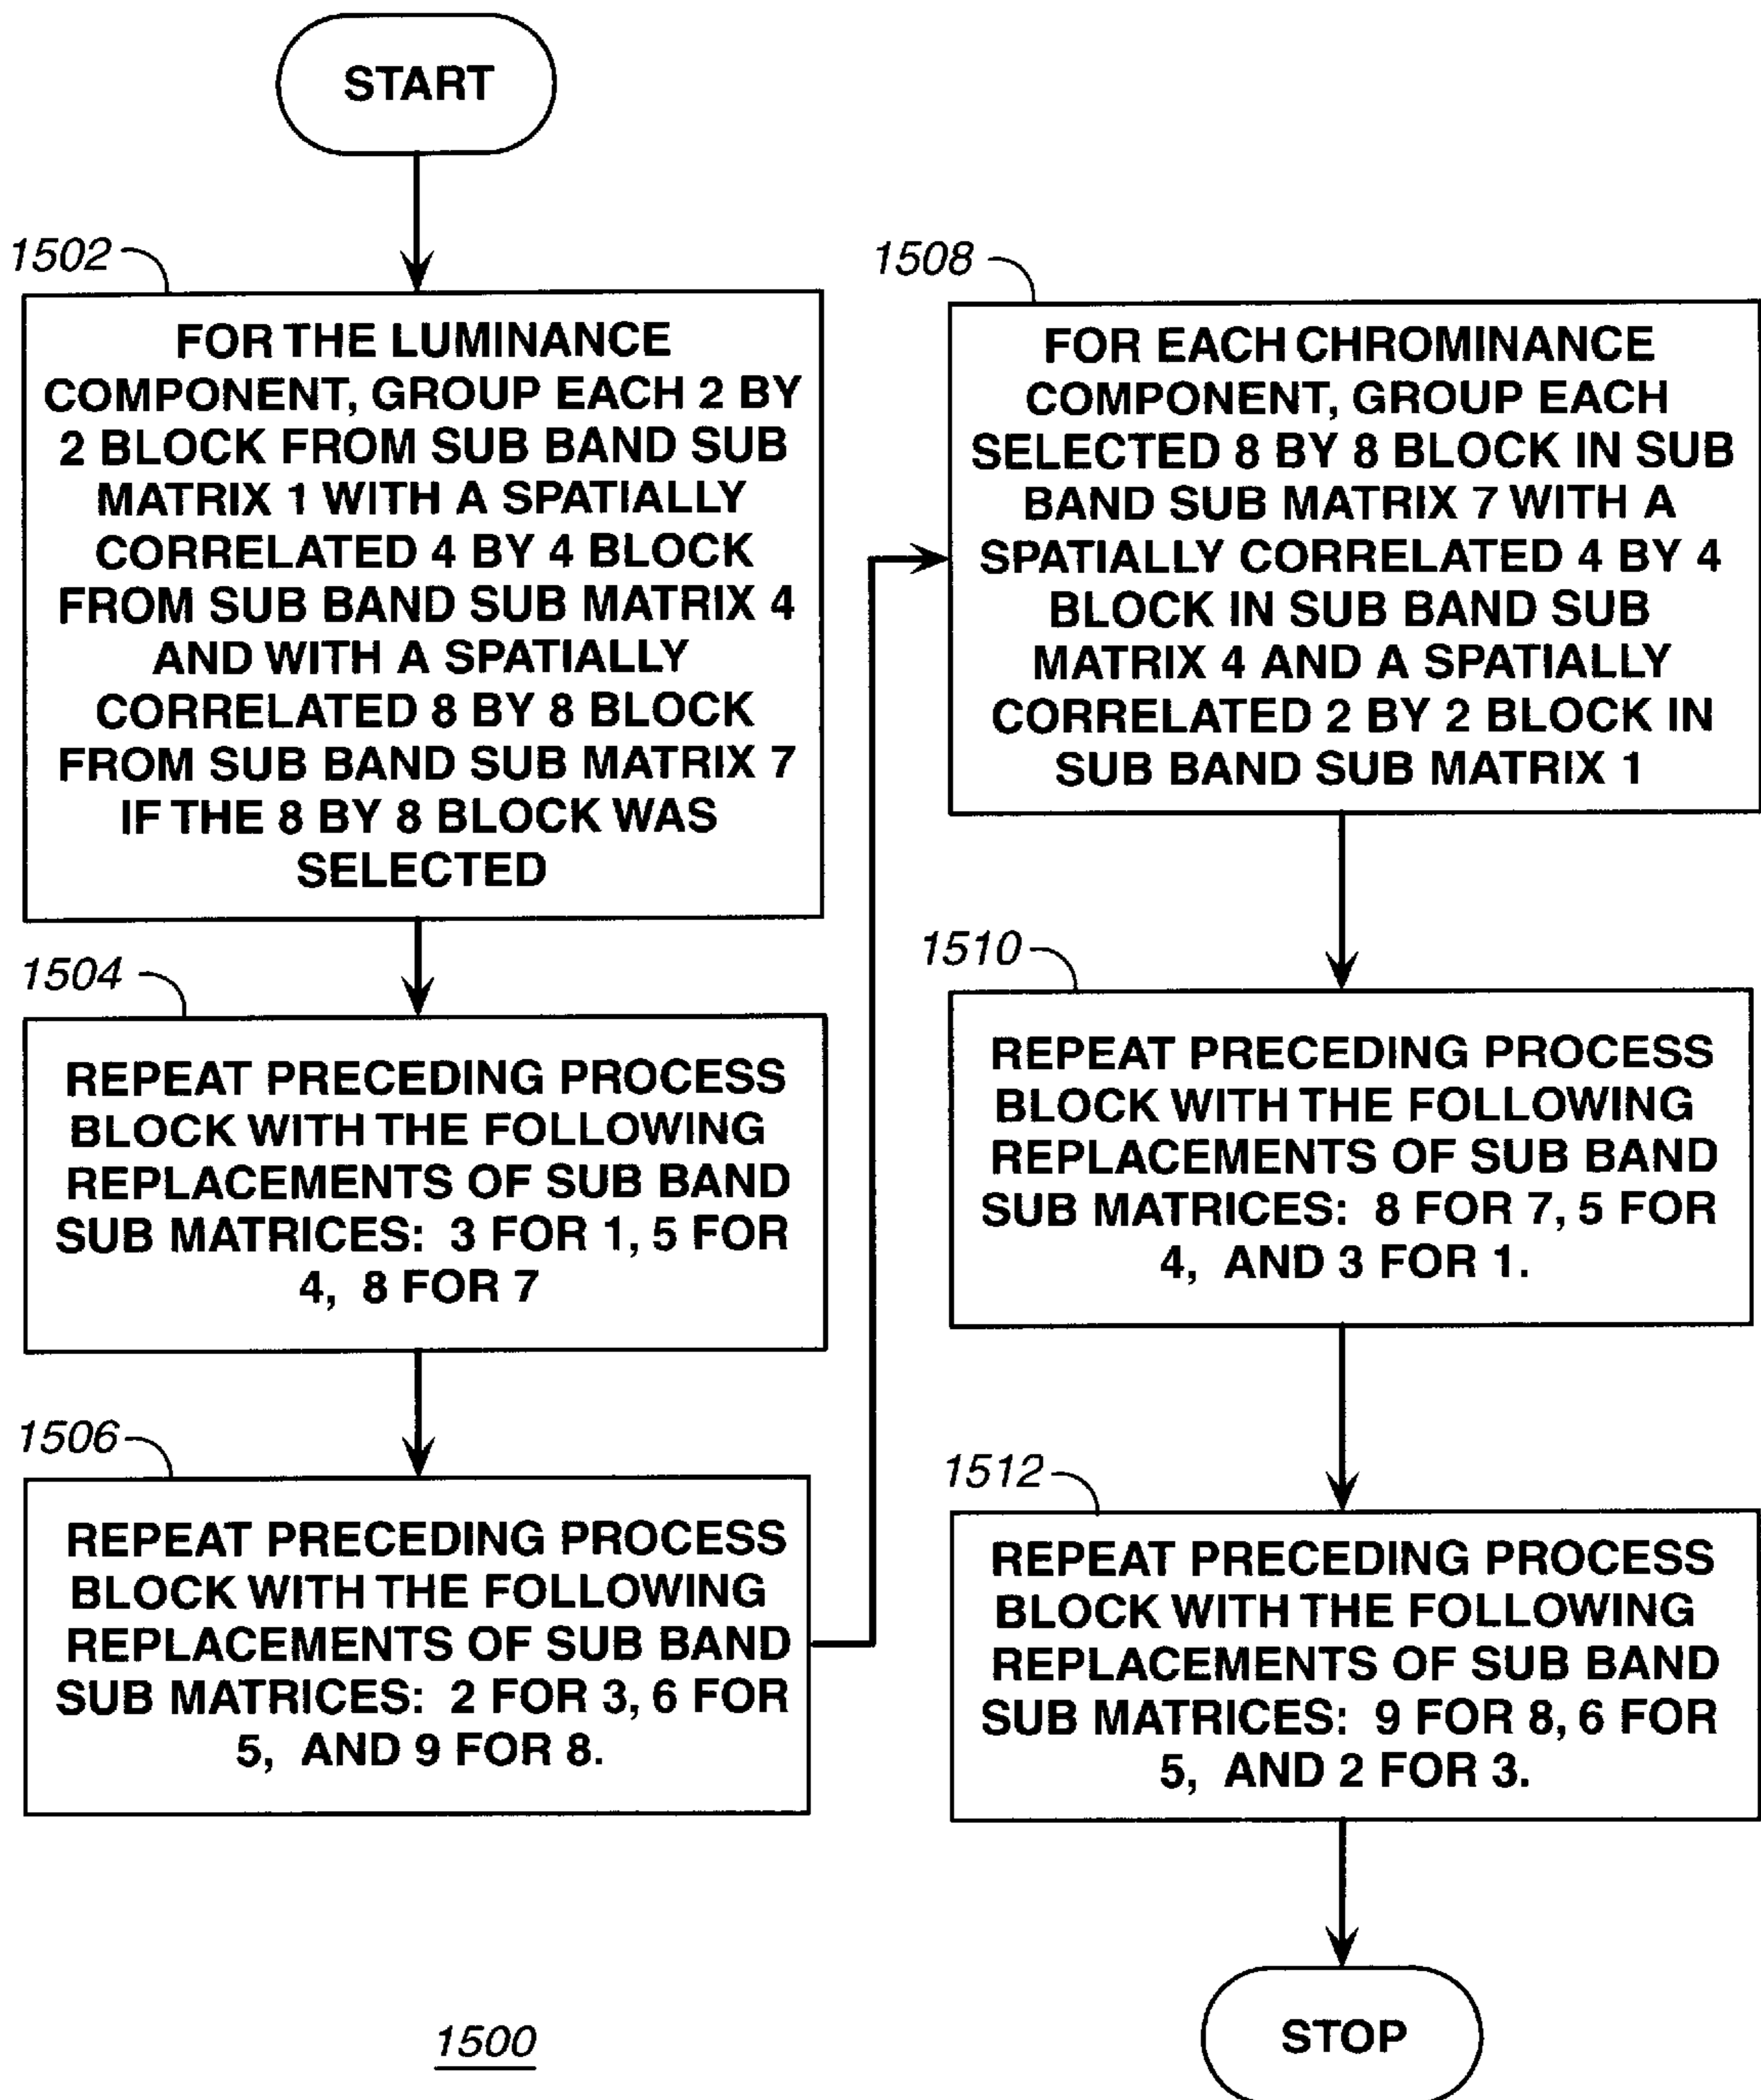 START
1502
FOR THE LUMINANCE
COMPONENT, GROUP EACH 2 BY
2 BLOCK FROM SUB BAND SUB
MATRIX 1 WITH A SPATIALLY
CORRELATED 4 BY 4 BLOCK
FROM SUB BAND SUB MATRIX 4
AND WITH A SPATIALLY
CORRELATED 8 BY 8 BLOCK
FROM SUB BAND SUB MATRIX 7
IF THE 8 BY 8 BLOCK WAS
SELECTED
1504
REPEAT PRECEDING PROCESS
BLOCK WITH THE FOLLOWING
REPLACEMENTS OF SUB BAND
SUB MATRICES: 3 FOR 1, 5 FOR
4, 8 FOR 7
1506
REPEAT PRECEDING PROCESS
BLOCK WITH THE FOLLOWING
REPLACEMENTS OF SUB BAND
SUB MATRICES: 2 FOR 3, 6 FOR
5, AND 9 FOR 8.
1508
FOR EACH CHROMINANCE
COMPONENT, GROUP EACH
SELECTED 8 BY 8 BLOCK IN SUB
BAND SUB MATRIX 7 WITH A
SPATIALLY CORRELATED 4 BY 4
BLOCK IN SUB BAND SUB
MATRIX 4 AND A SPATIALLY
CORRELATED 2 BY 2 BLOCK IN
SUB BAND SUB MATRIX 1
1510
REPEAT PRECEDING PROCESS
BLOCK WITH THE FOLLOWING
REPLACEMENTS OF SUB BAND
SUB MATRICES: 8 FOR 7, 5 FOR
4, AND 3 FOR 1.
1512
REPEAT PRECEDING PROCESS
BLOCK WITH THE FOLLOWING
REPLACEMENTS OF SUB BAND
SUB MATRICES: 9 FOR 8, 6 FOR
5, AND 2 FOR 3.
STOP
1500